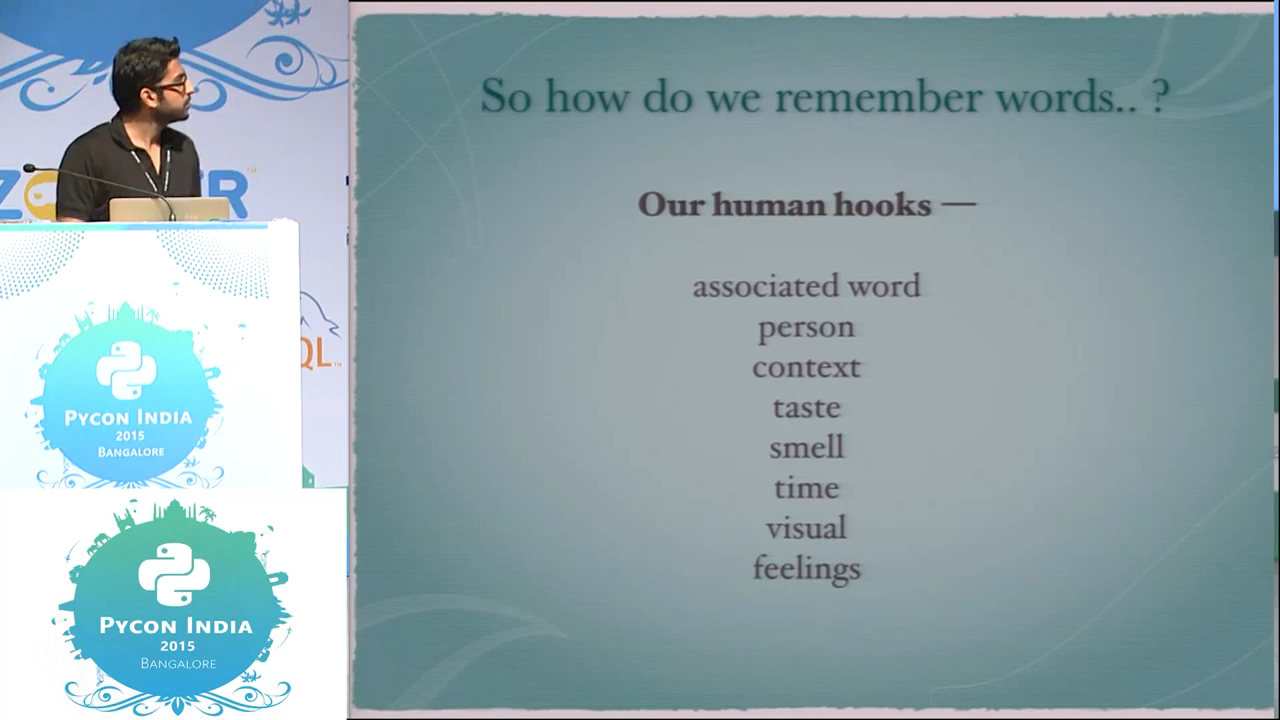 So how do we remember words.. ?
Our human hooks —
associated word
person
context
taste
smell
time
visual
feelings
PYCON INDIA
2015
BANGALORE
PYCON INDIA
2015
BANGALORE